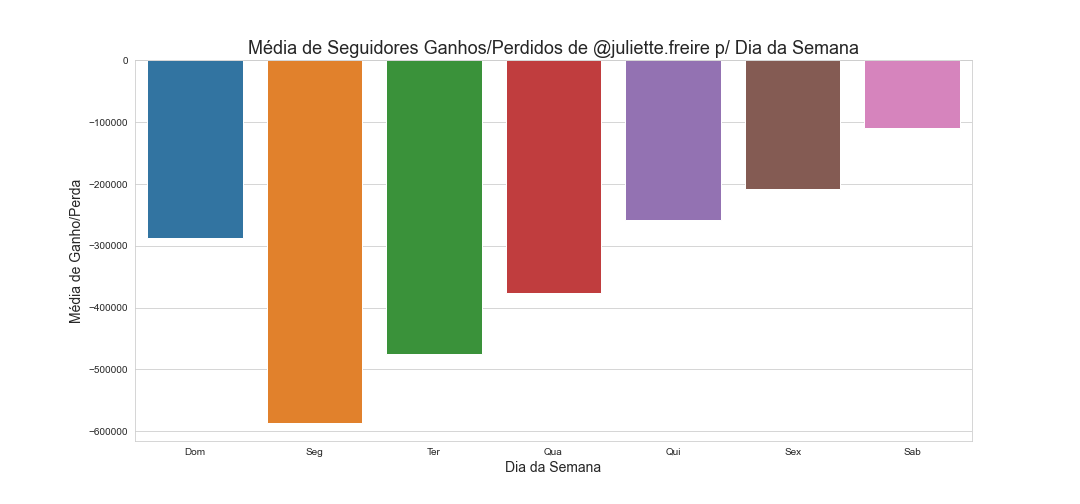 Média de Seguidores Ganhos/Perdidos de @juliette.freire p/ Dia da Semana
Média de Ganho/Perda
0
−100000
−200000
−300000
−400000
−500000
−600000
Dom Seg Ter Qua Qui Sex Sab
Dia da Semana